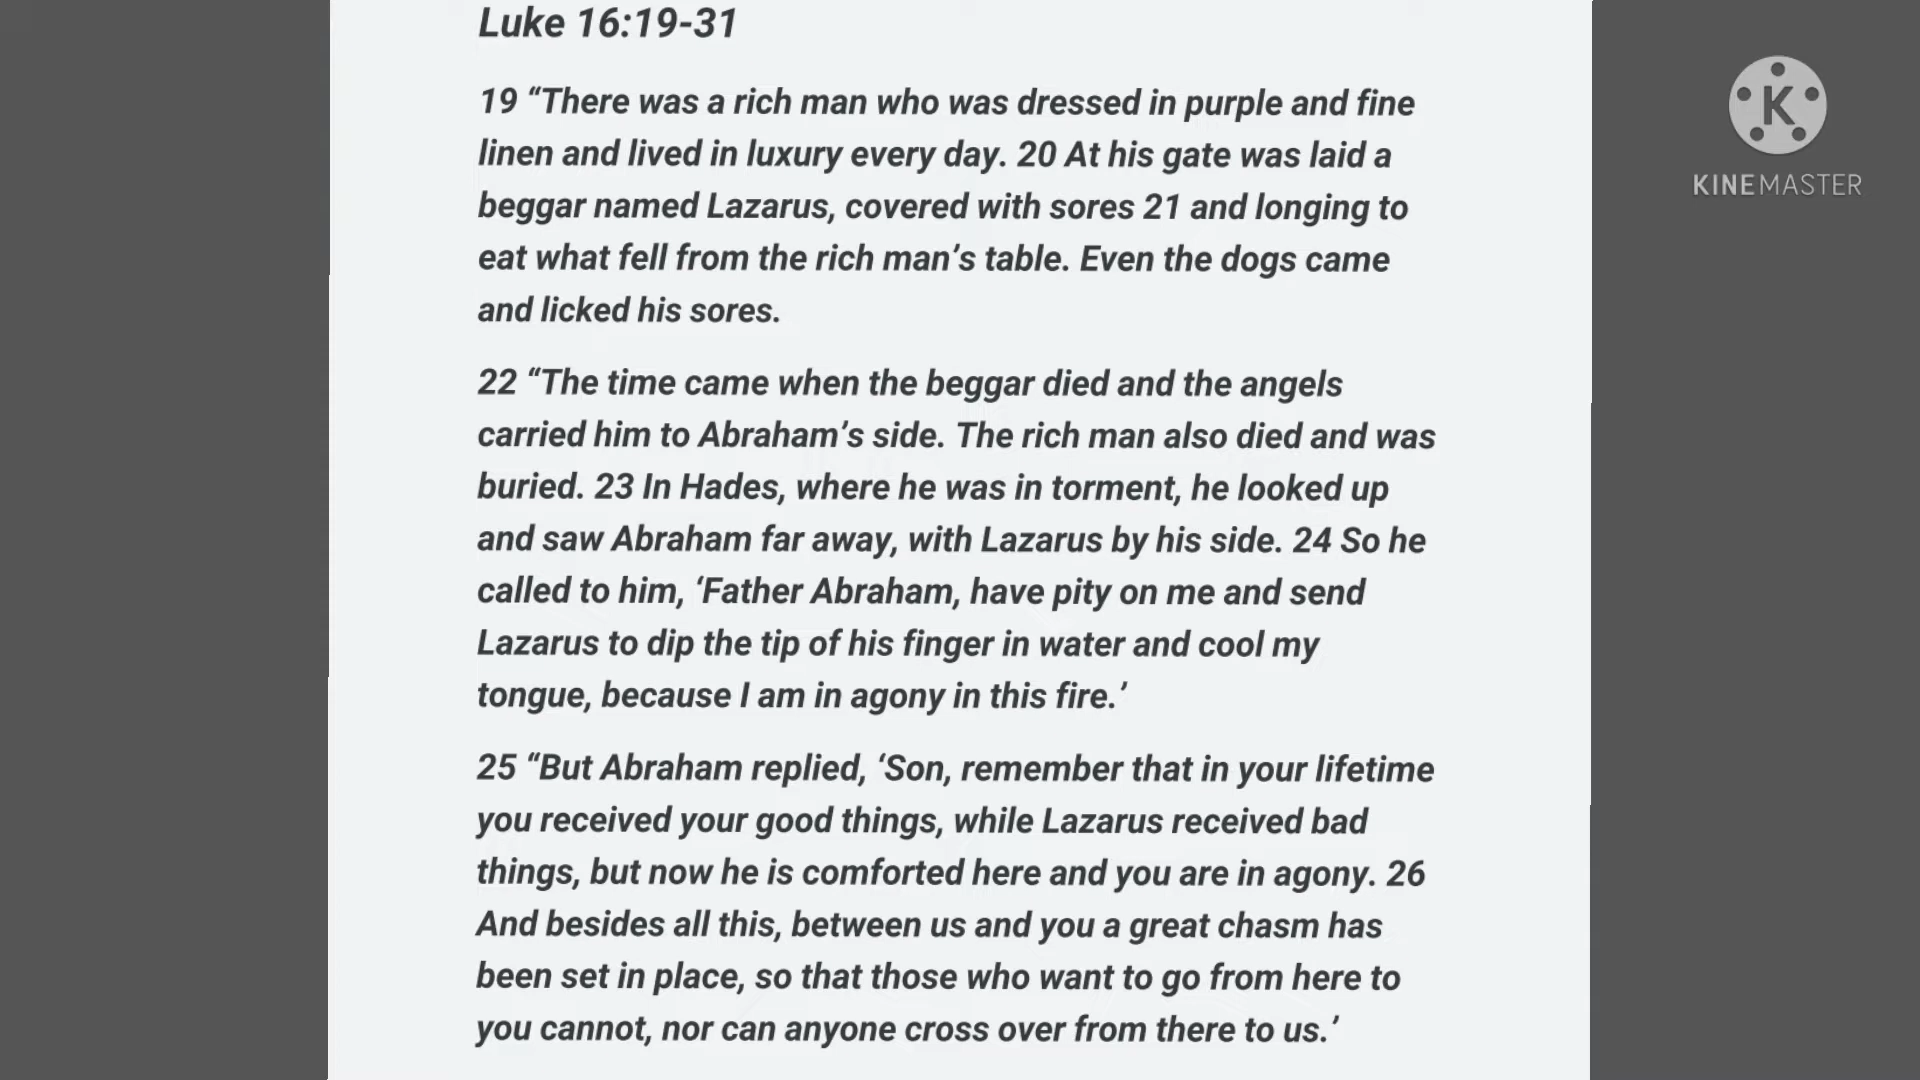 Luke 16:19-31
19 “There was a rich man who was dressed in purple and fine
linen and lived in luxury every day. 20 At his gate was laid a
beggar named Lazarus, covered with sores 21 and longing to
eat what fell from the rich man’s table. Even the dogs came
and licked his sores.
22 “The time came when the beggar died and the angels
carried him to Abraham’s side. The rich man also died and was
buried. 23 In Hades, where he was in torment, he looked up
and saw Abraham far away, with Lazarus by his side. 24 So he
called to him, ‘Father Abraham, have pity on me and send
Lazarus to dip the tip of his finger in water and cool my
tongue, because I am in agony in this fire.’
25 “But Abraham replied, ‘Son, remember that in your lifetime
you received your good things, while Lazarus received bad
things, but now he is comforted here and you are in agony. 26
And besides all this, between us and you a great chasm has
been set in place, so that those who want to go from here to
you cannot, nor can anyone cross over from there to us.’
K
KINEMASTER